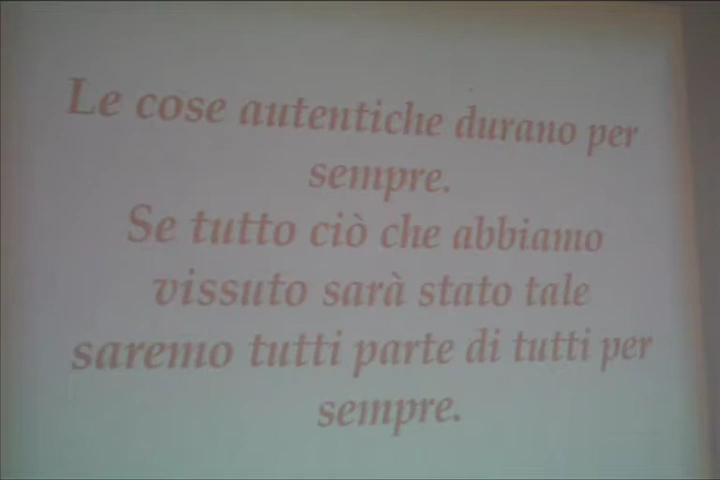 Le cose autentiche durano per
sempre.
Se tutto ciò che abbiamo
vissuto sarà stato tale
saremo tutti parte di tutti per
sempre.